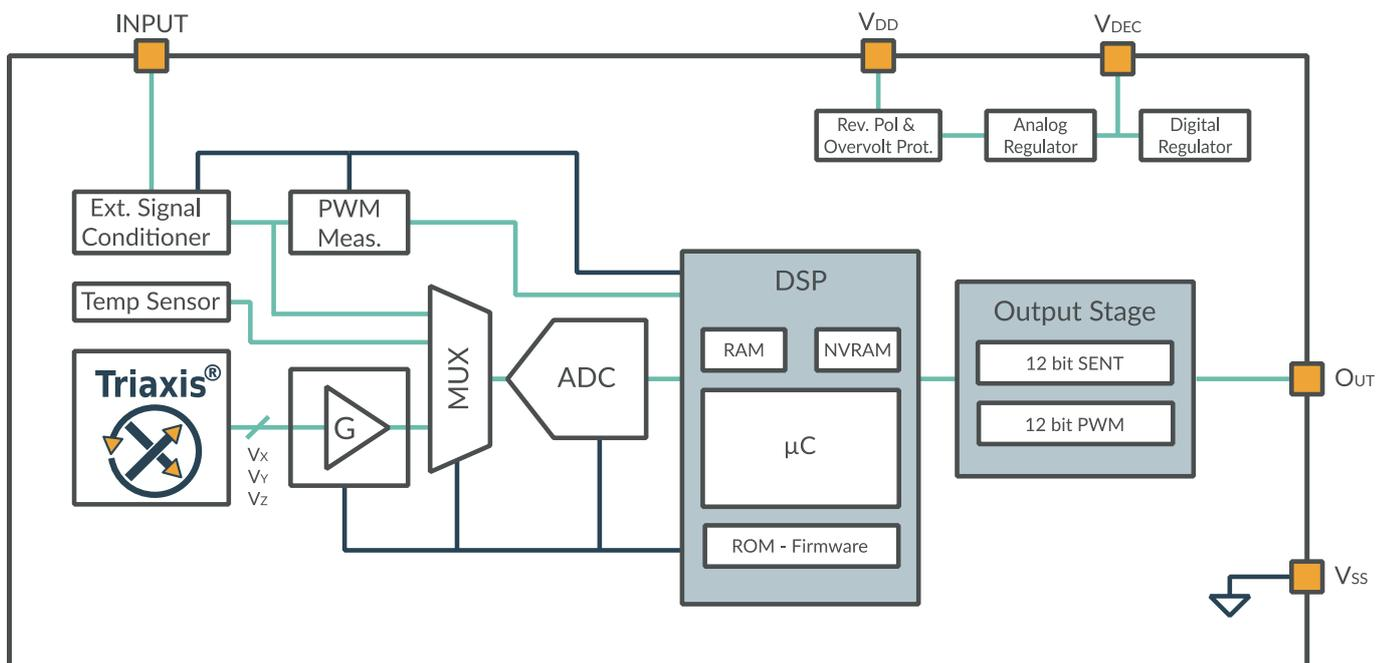 INPUT
VDD
VDEC
Rev. Pol &
Overvolt Prot.
Analog
Regulator
Digital
Regulator
Ext. Signal
Conditioner
PWM
Meas.
Temp Sensor
Triaxis®
VX
VY
VZ
G
MUX
ADC
DSP
RAM
NVRAM
µC
ROM - Firmware
Output Stage
12 bit SENT
12 bit PWM
OUT
VSS